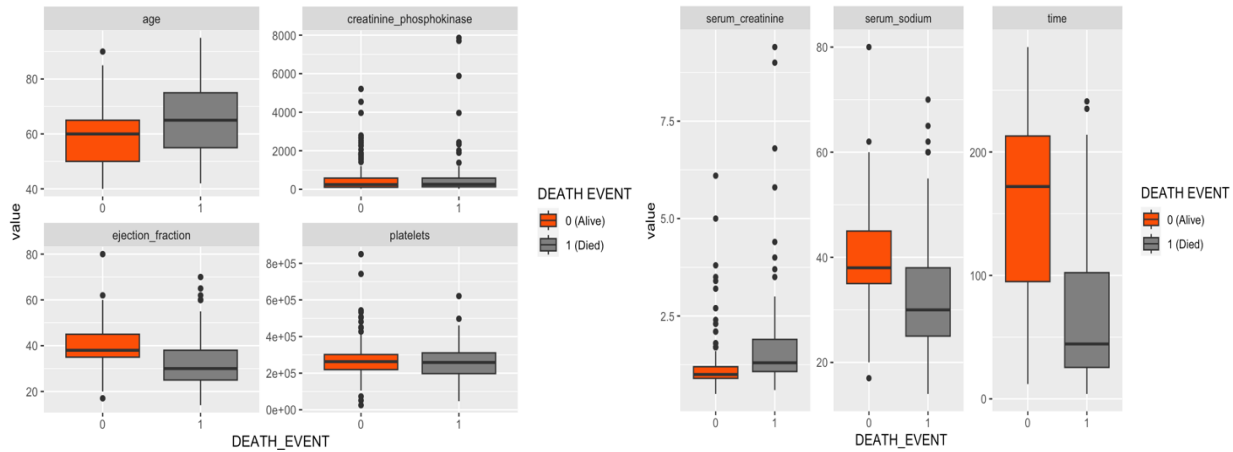 age
creatinine_phosphokinase
80
60
40
8000
6000
4000
2000
0
0
1
0
1
ejection_fraction
platelets
80
60
40
20
8e+05
6e+05
4e+05
2e+05
0e+00
0
1
0
1
value
DEATH_EVENT
DEATH EVENT
0 (Alive)
1 (Died)
serum_creatinine
serum_sodium
time
7.5
5.0
2.5
80
60
40
20
200
100
0
0
1
0
1
0
1
value
DEATH_EVENT
DEATH EVENT
0 (Alive)
1 (Died)